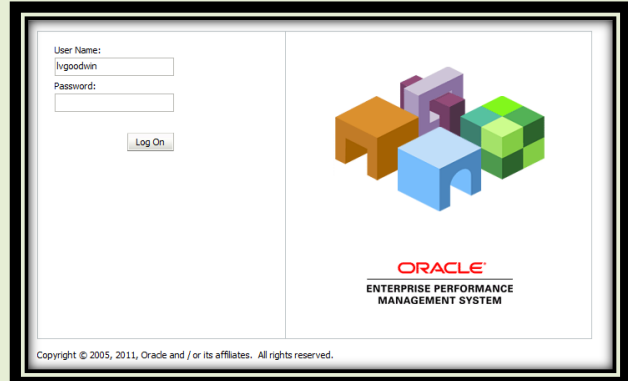 User Name:
lvgoodwin
Password:
Log On
ORACLE
ENTERPRISE PERFORMANCE
MANAGEMENT SYSTEM
Copyright © 2005, 2011, Oracle and / or its affiliates. All rights reserved.